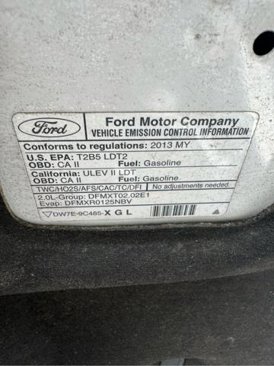 Ford
Ford Motor Company
VEHICLE EMISSION CONTROL INFORMATION
Conforms to regulations: 2013 MY
U.S. EPA: T2B5 LDT2
OBD: CA II Fuel: Gasoline
California: ULEV II LDT
OBD: CA II Fuel: Gasoline
TWC/HO2S/AFS/CAC/TC/DFI No adjustments needed.
2.0L-Group: DFMXT02.02E1
Evap: DFMXR0125NBV
DW7E-9C485-X G L